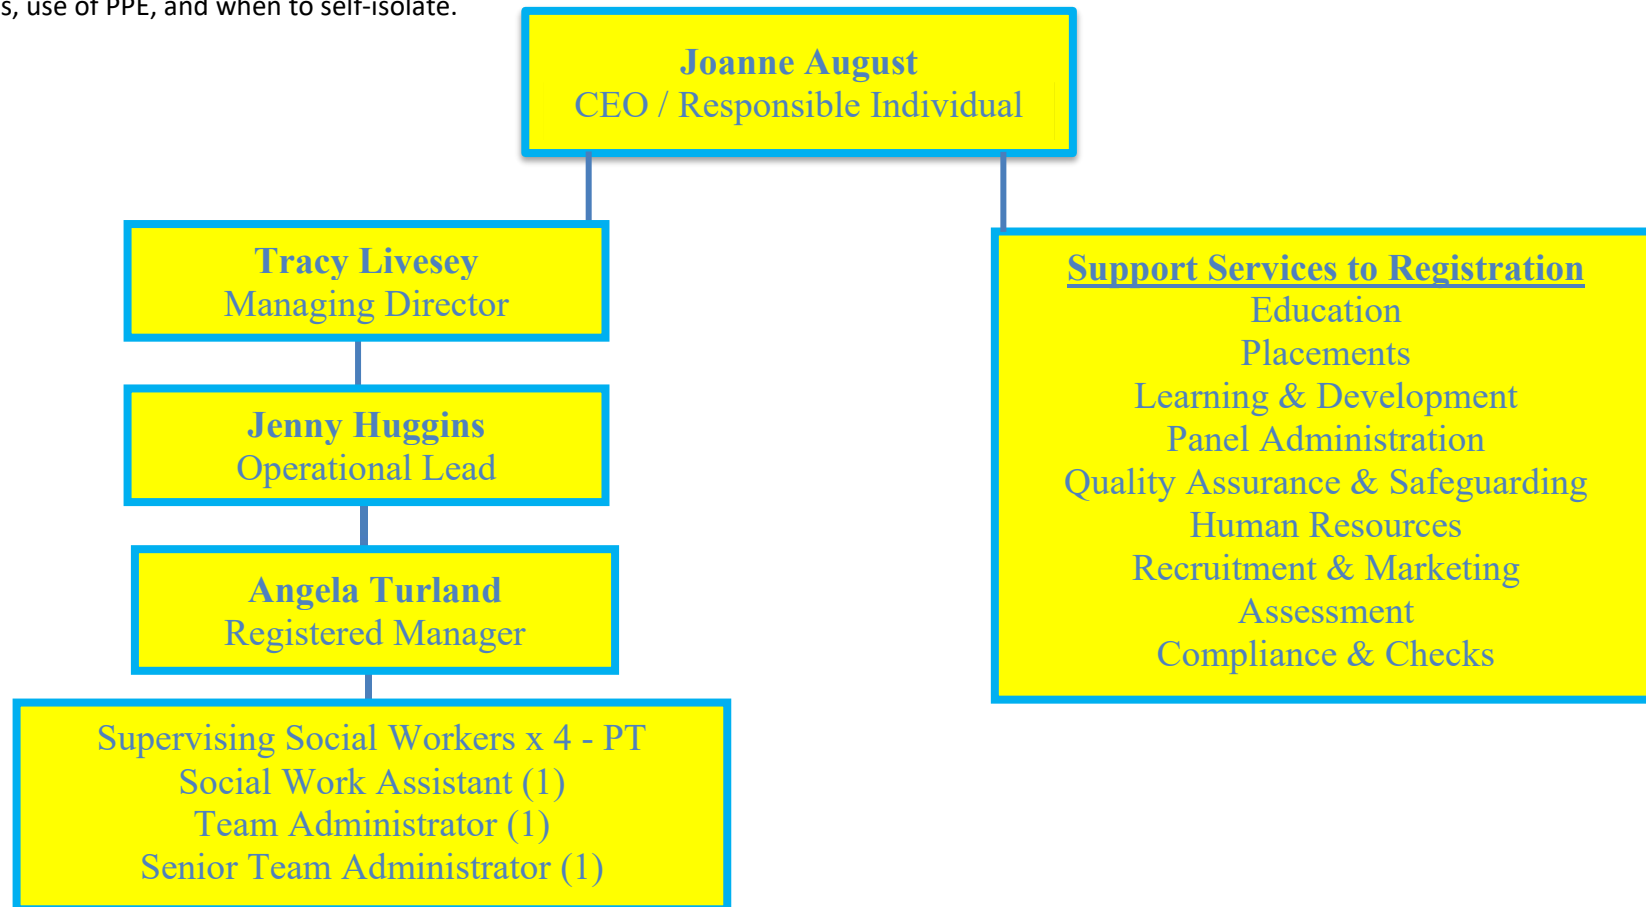 s, use of PPE, and when to self-isolate.
Joanne August
CEO / Responsible Individual
Tracy Livesey
Managing Director
Jenny Huggins
Operational Lead
Angela Turland
Registered Manager
Supervising Social Workers x 4 - PT
Social Work Assistant (1)
Team Administrator (1)
Senior Team Administrator (1)
Support Services to Registration
Education
Placements
Learning & Development
Panel Administration
Quality Assurance & Safeguarding
Human Resources
Recruitment & Marketing
Assessment
Compliance & Checks